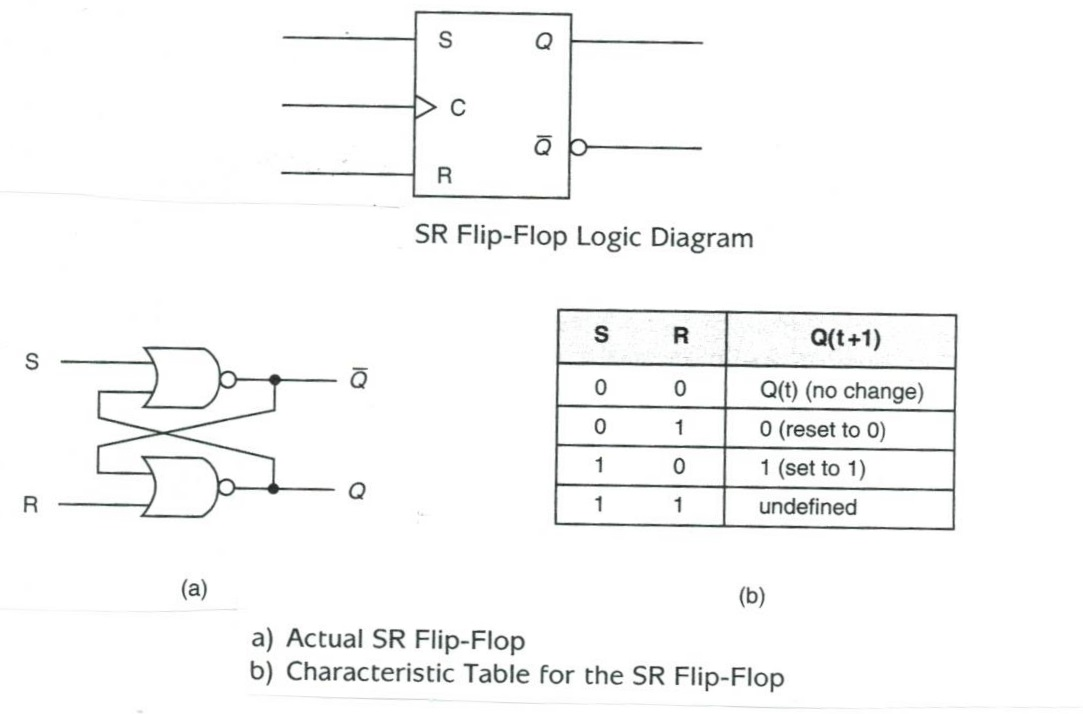 S Q
C
Q̅
R
SR Flip-Flop Logic Diagram
S Q̅
R Q
(a)
S R Q(t+1)
0 0 Q(t) (no change)
0 1 0 (reset to 0)
1 0 1 (set to 1)
1 1 undefined
(b)
a) Actual SR Flip-Flop
b) Characteristic Table for the SR Flip-Flop